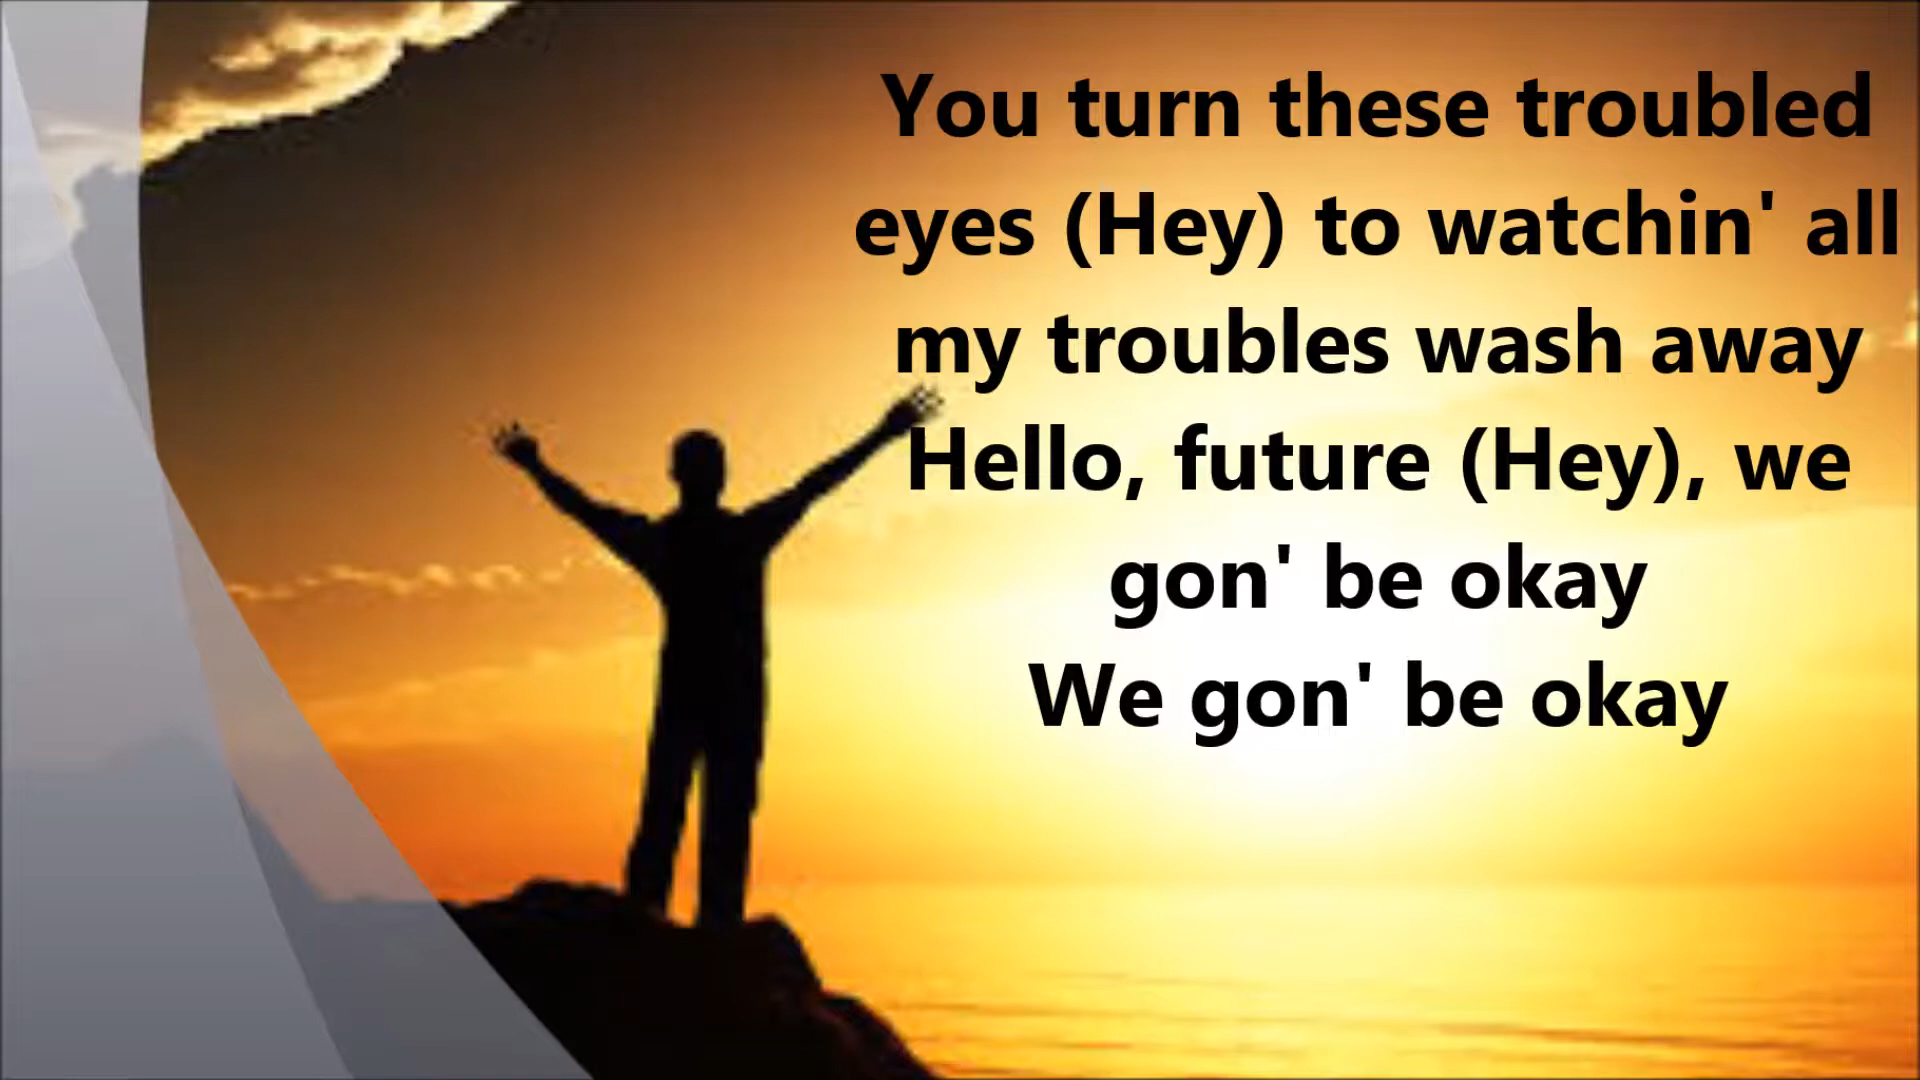 You turn these troubled
eyes (Hey) to watchin' all
my troubles wash away
Hello, future (Hey), we
gon' be okay
We gon' be okay